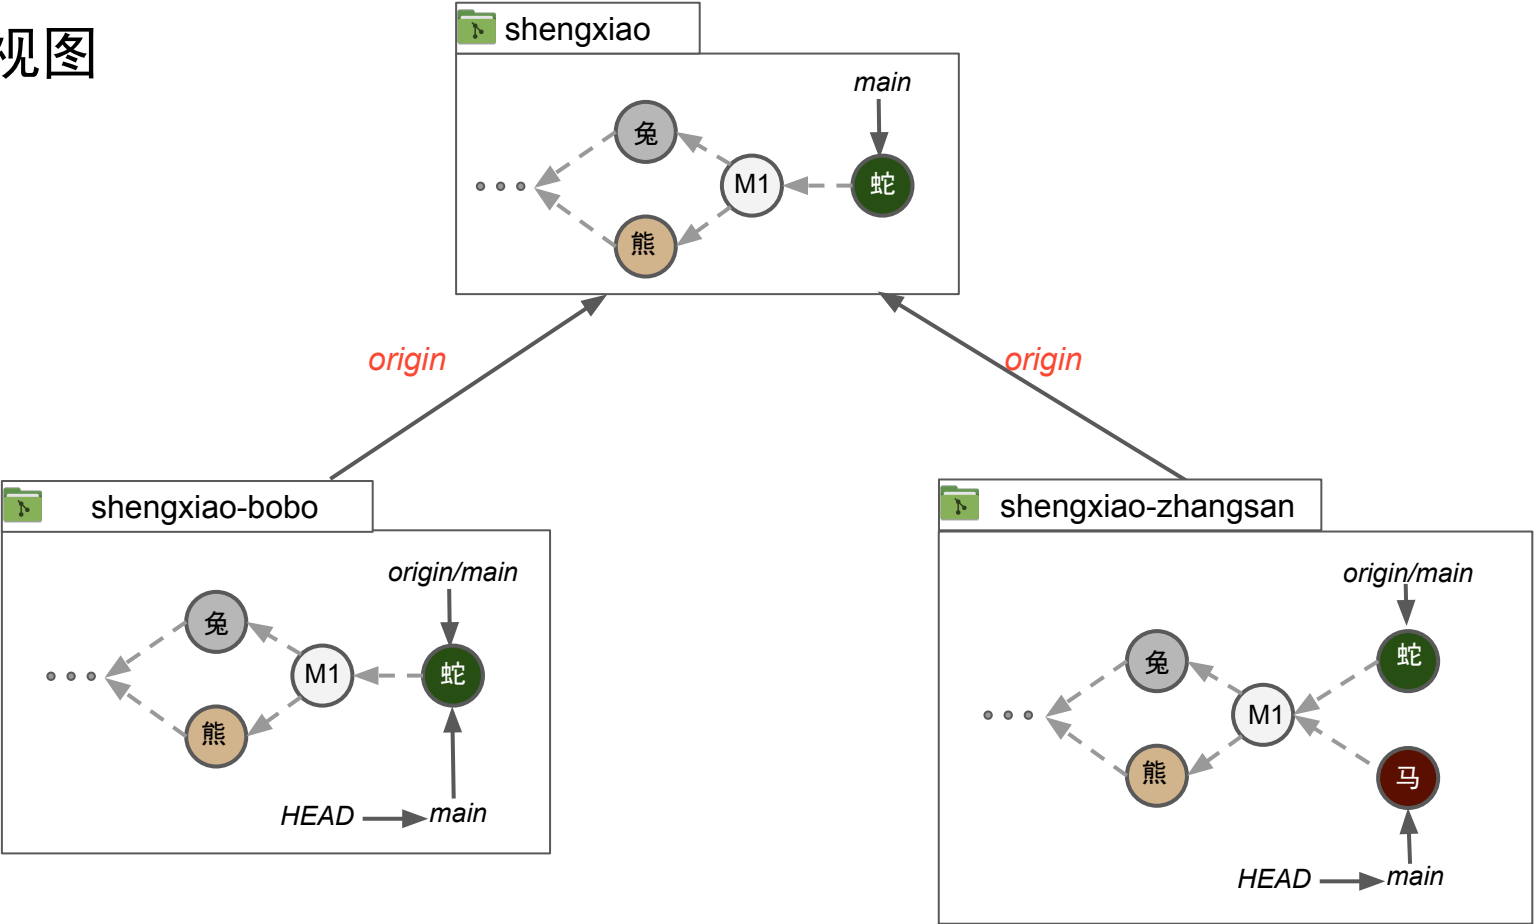 视图
shengxiao
main
兔
M1
蛇
熊
origin
origin
shengxiao-bobo
origin/main
兔
M1
蛇
熊
HEAD
main
shengxiao-zhangsan
origin/main
兔
蛇
M1
熊
马
HEAD
main